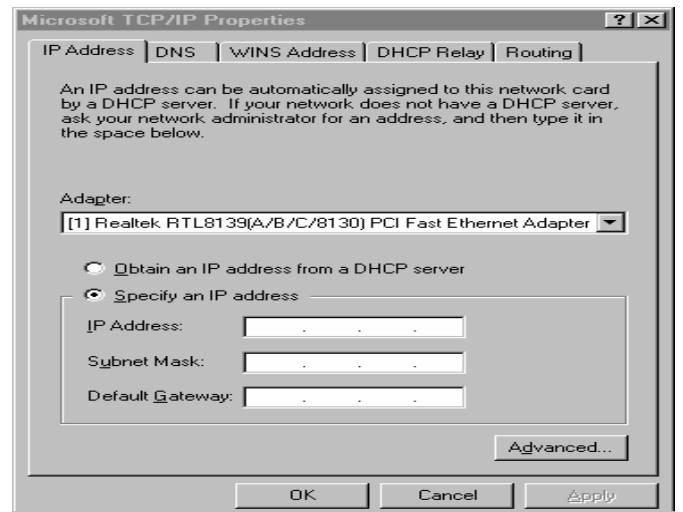 Microsoft TCP/IP Properties
IP Address DNS WINS Address DHCP Relay Routing
An IP address can be automatically assigned to this network card
by a DHCP server. If your network does not have a DHCP server,
ask your network administrator for an address, and then type it in
the space below.
Adapter:
[1] Realtek RTL8139(A/B/C/8130) PCI Fast Ethernet Adapter
Obtain an IP address from a DHCP server
Specify an IP address
IP Address: . . .
Subnet Mask: . . .
Default Gateway: . . .
Advanced...
OK Cancel Apply